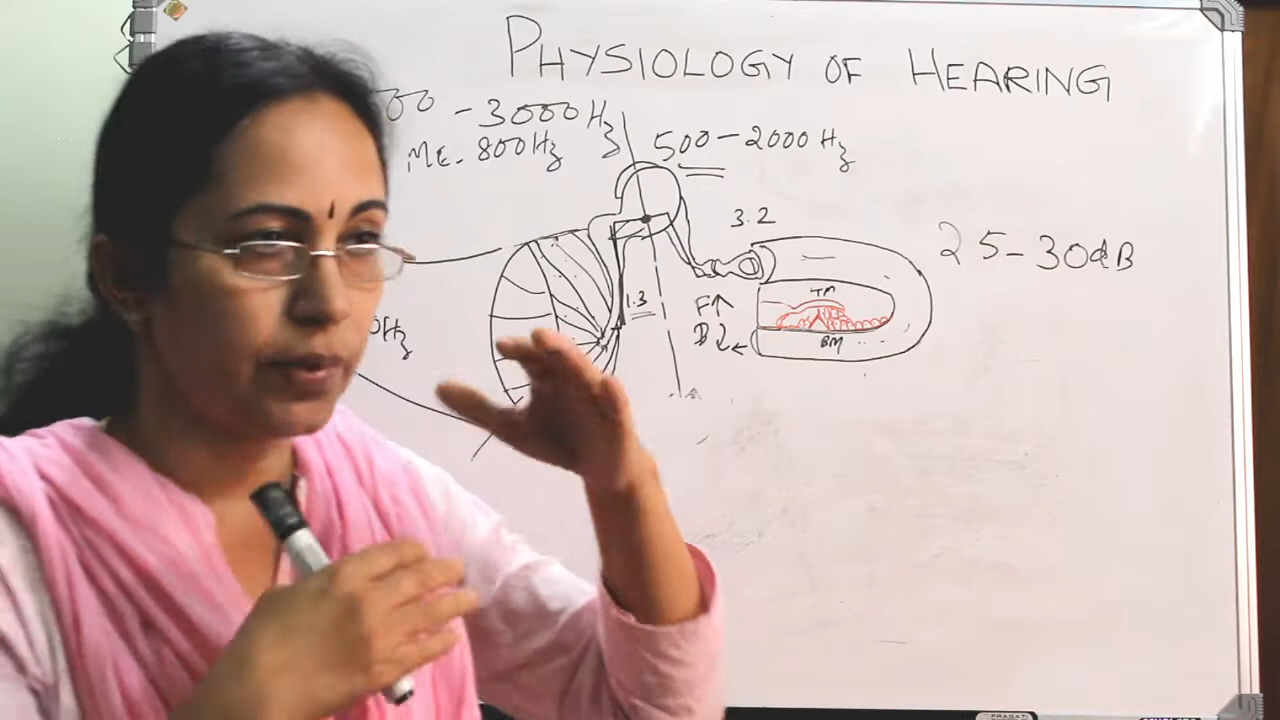 PHYSIOLOGY OF HEARING
- 3000 Hz
ME - 800Hz
500-2000 Hz
3.2
25-30dB
1.3
F↑
B↓
TM
BM
Hz
PRAGATI